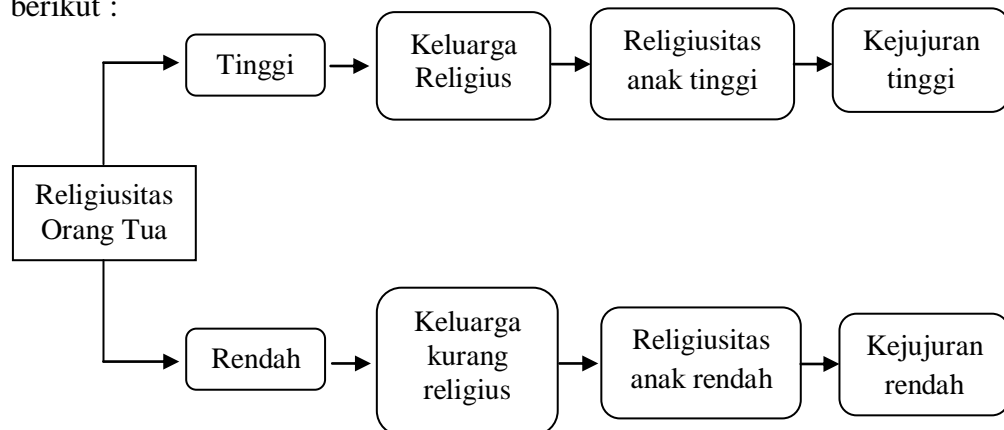 berikut :
Tinggi
Keluarga
Religius
Religiusitas
anak tinggi
Kejujuran
tinggi
Religiusitas
Orang Tua
Rendah
Keluarga
kurang
religius
Religiusitas
anak rendah
Kejujuran
rendah